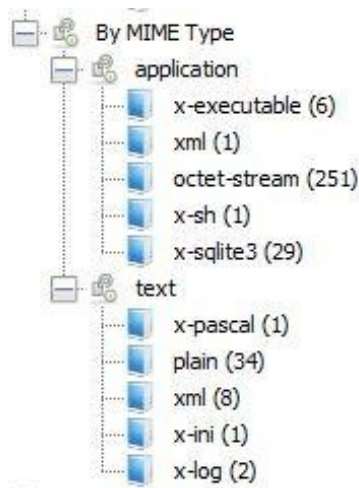 By MIME Type
application
x-executable (6)
xml (1)
octet-stream (251)
x-sh (1)
x-sqlite3 (29)
text
x-pascal (1)
plain (34)
xml (8)
x-ini (1)
x-log (2)